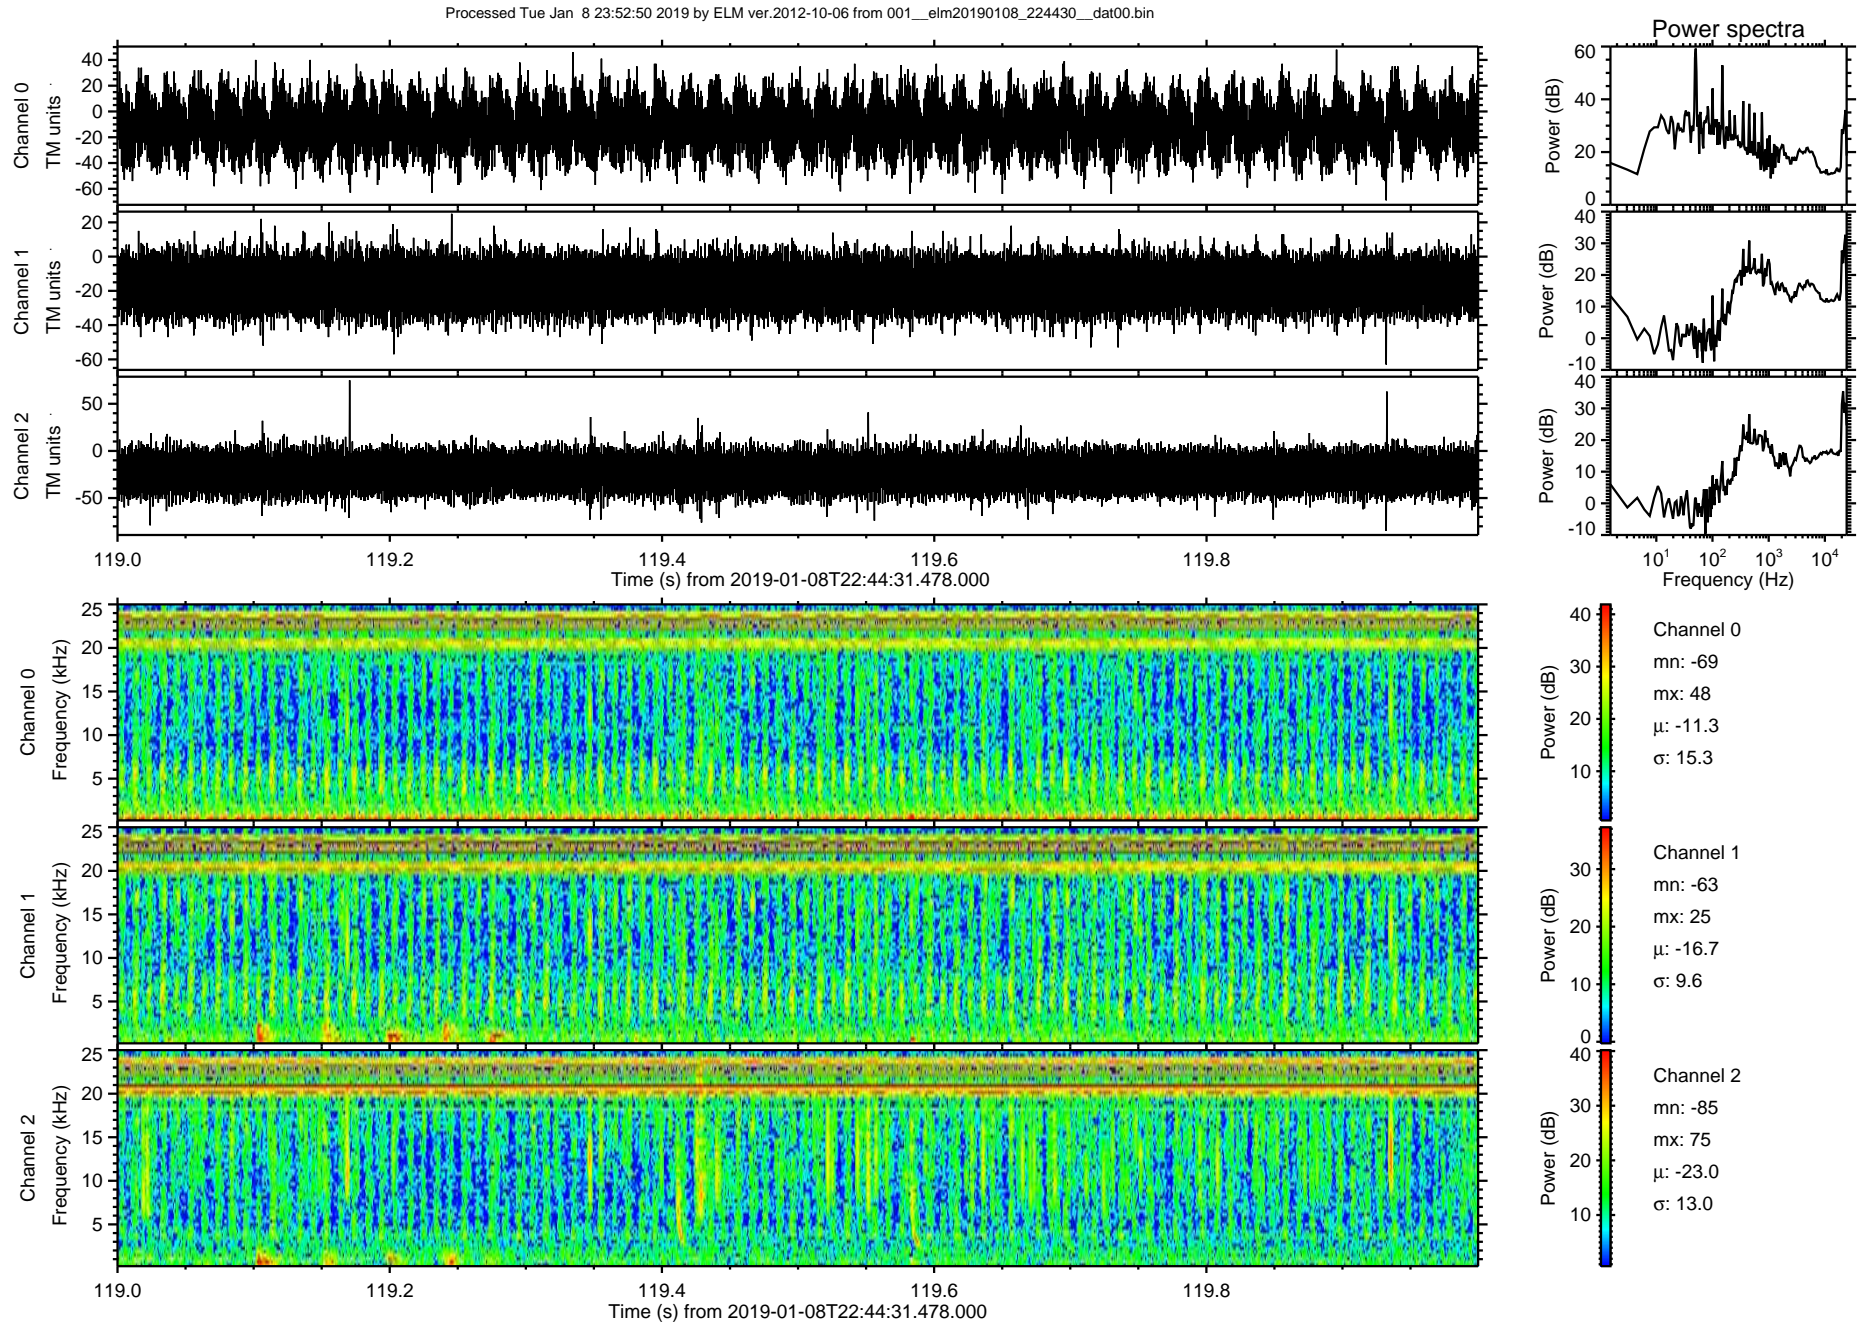 Processed Tue Jan  8 23:52:50 2019 by ELM ver.2012-10-06 from 001__elm20190108_224430__dat00.bin
Power spectra
Channel 0
TM units
40
20
0
-20
-40
-60
Power (dB)
60
40
20
0
Channel 1
TM units
20
0
-20
-40
-60
Power (dB)
40
30
20
10
0
-10
Channel 2
TM units
50
0
-50
Power (dB)
40
30
20
10
0
-10
119.0 119.2 119.4 119.6 119.8
Time (s) from 2019-01-08T22:44:31.478.000
10¹ 10² 10³ 10⁴
Frequency (Hz)
Channel 0
Frequency (kHz)
25
20
15
10
5
Power (dB)
40
30
20
10
Channel 0
mn: -69
mx: 48
μ: -11.3
σ: 15.3
Channel 1
Frequency (kHz)
25
20
15
10
5
Power (dB)
30
20
10
0
Channel 1
mn: -63
mx: 25
μ: -16.7
σ: 9.6
Channel 2
Frequency (kHz)
25
20
15
10
5
Power (dB)
40
30
20
10
Channel 2
mn: -85
mx: 75
μ: -23.0
σ: 13.0
119.0 119.2 119.4 119.6 119.8
Time (s) from 2019-01-08T22:44:31.478.000